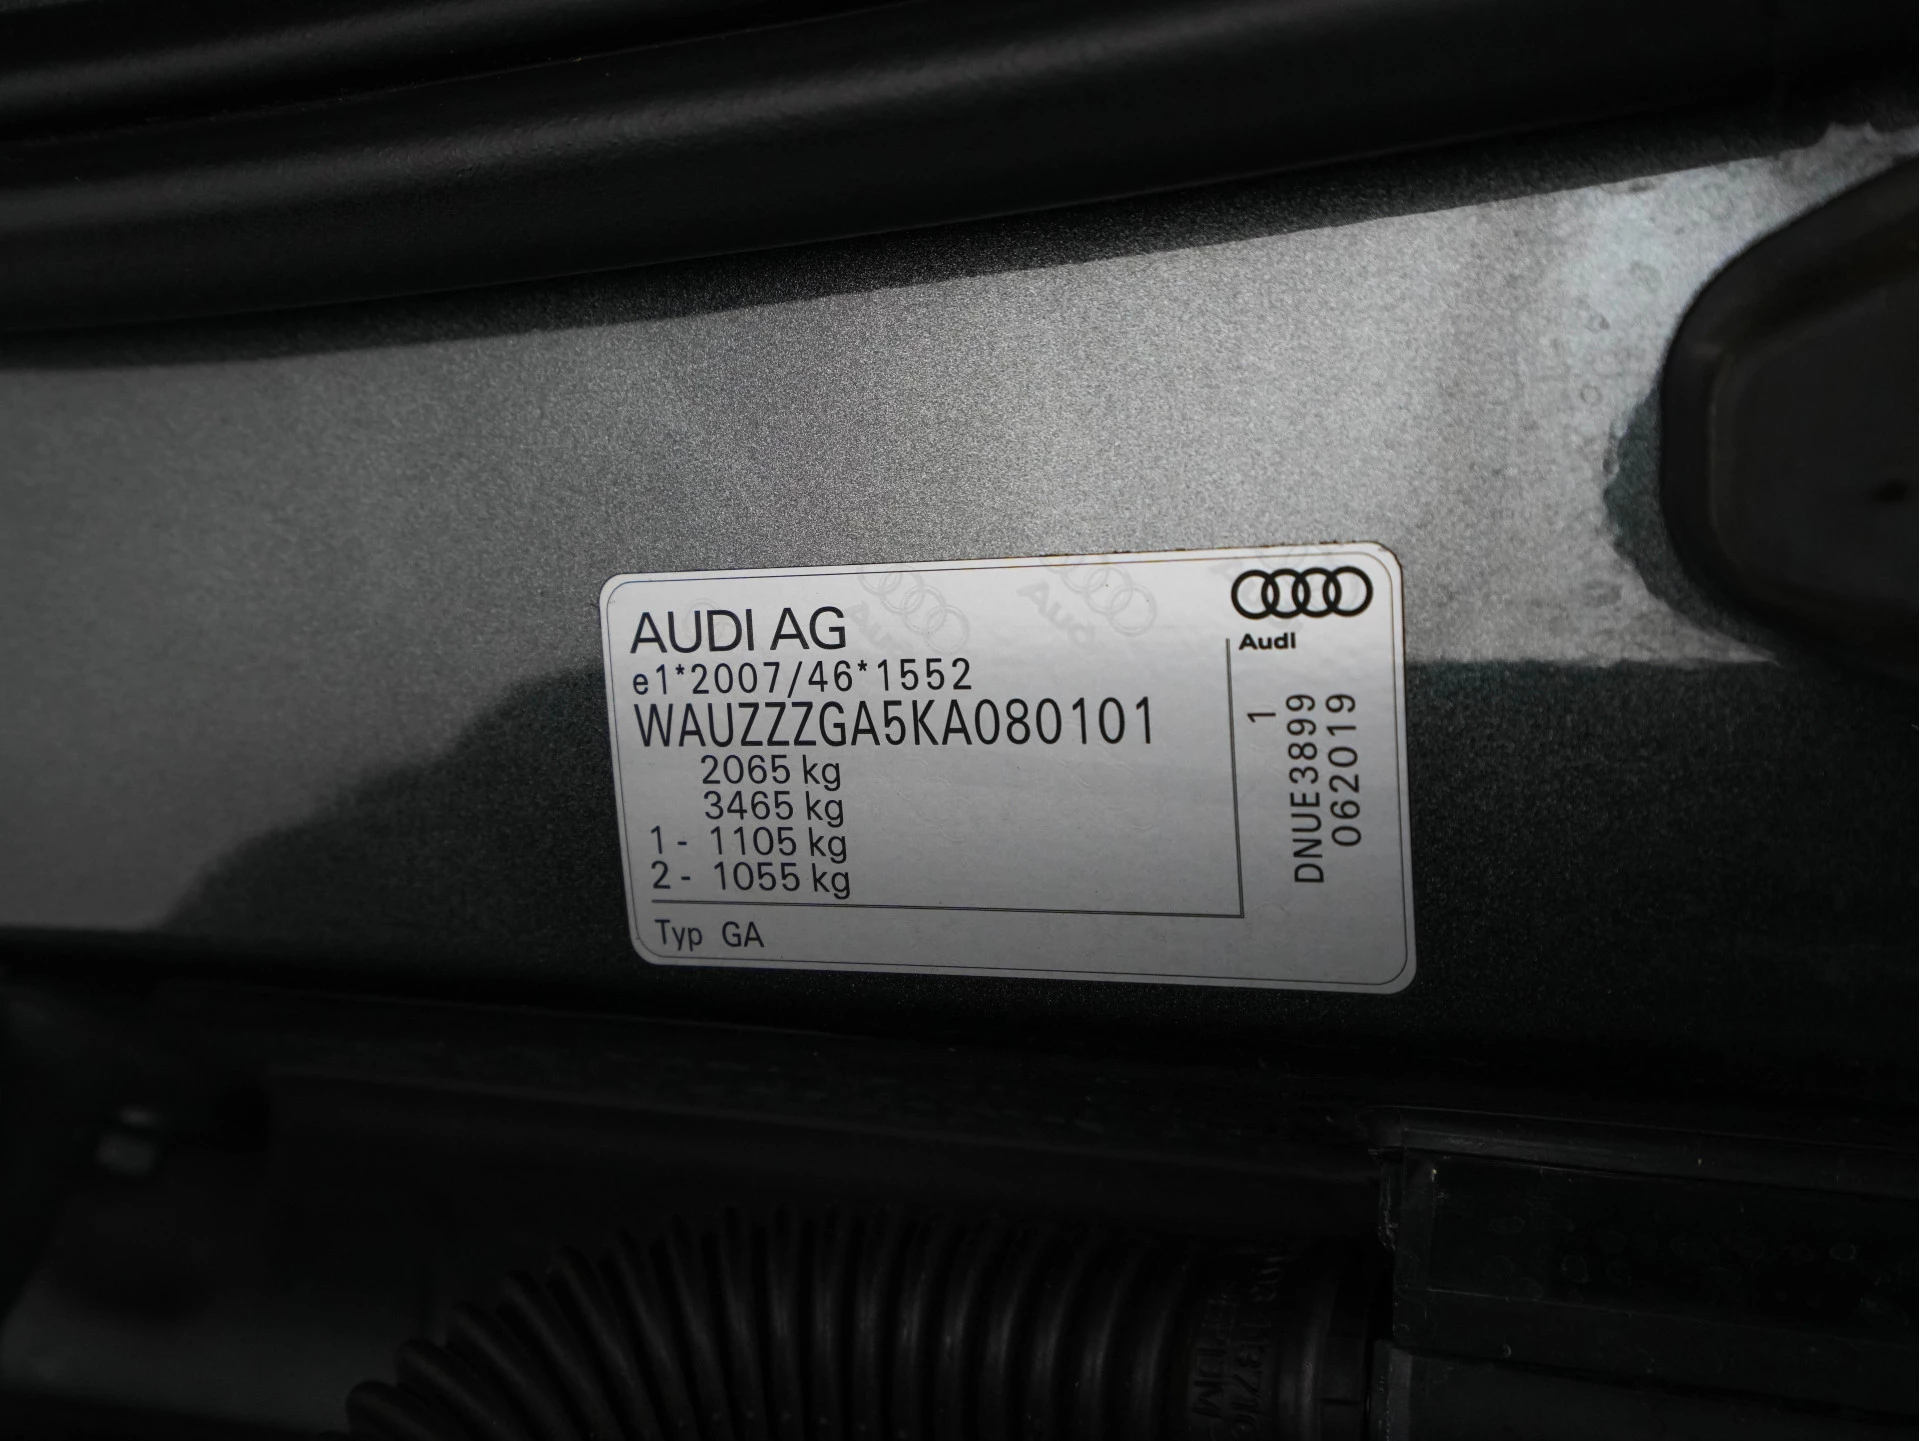 AUDI AG
e1*2007/46*1552
WAUZZZGA5KA080101
2065 kg
3465 kg
1 - 1105 kg
2 - 1055 kg
Typ GA
Audi
1
DNUE3899
062019